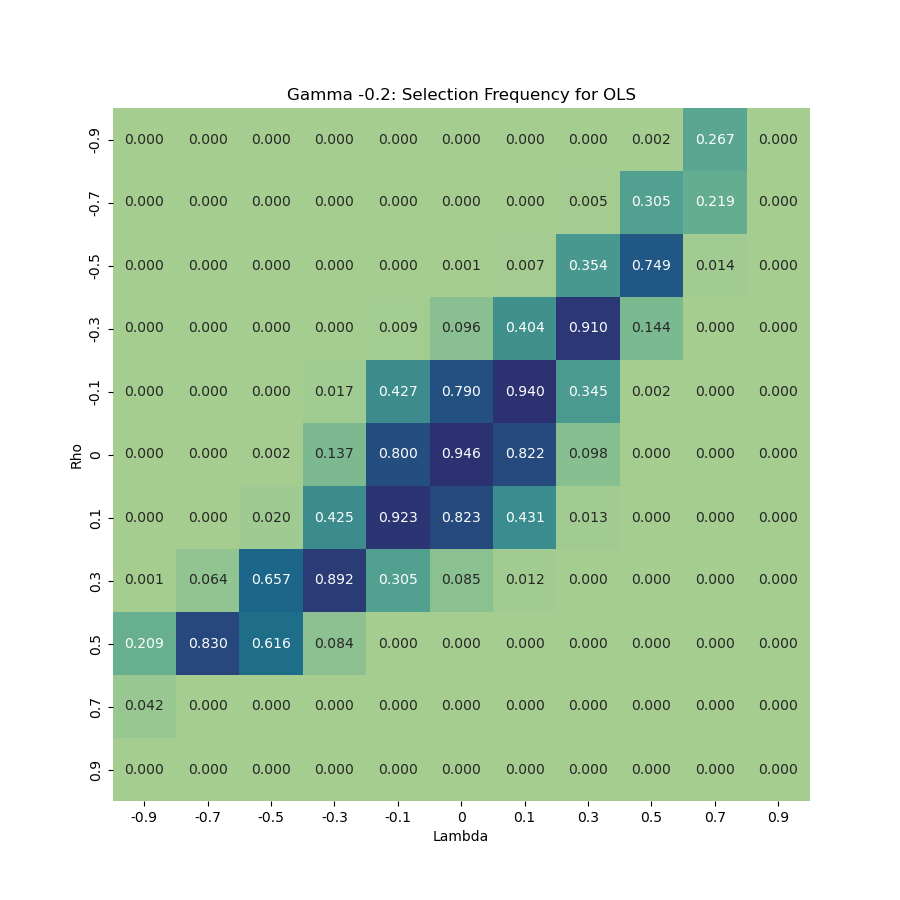 Gamma -0.2: Selection Frequency for OLS
-0.9 0.000 0.000 0.000 0.000 0.000 0.000 0.000 0.000 0.002 0.267 0.000
-0.7 0.000 0.000 0.000 0.000 0.000 0.000 0.000 0.005 0.305 0.219 0.000
-0.5 0.000 0.000 0.000 0.000 0.000 0.001 0.007 0.354 0.749 0.014 0.000
-0.3 0.000 0.000 0.000 0.000 0.009 0.096 0.404 0.910 0.144 0.000 0.000
-0.1 0.000 0.000 0.000 0.017 0.427 0.790 0.940 0.345 0.002 0.000 0.000
Rho
0 0.000 0.000 0.002 0.137 0.800 0.946 0.822 0.098 0.000 0.000 0.000
0.1 0.000 0.000 0.020 0.425 0.923 0.823 0.431 0.013 0.000 0.000 0.000
0.3 0.001 0.064 0.657 0.892 0.305 0.085 0.012 0.000 0.000 0.000 0.000
0.5 0.209 0.830 0.616 0.084 0.000 0.000 0.000 0.000 0.000 0.000 0.000
0.7 0.042 0.000 0.000 0.000 0.000 0.000 0.000 0.000 0.000 0.000 0.000
0.9 0.000 0.000 0.000 0.000 0.000 0.000 0.000 0.000 0.000 0.000 0.000
-0.9 -0.7 -0.5 -0.3 -0.1 0 0.1 0.3 0.5 0.7 0.9
Lambda